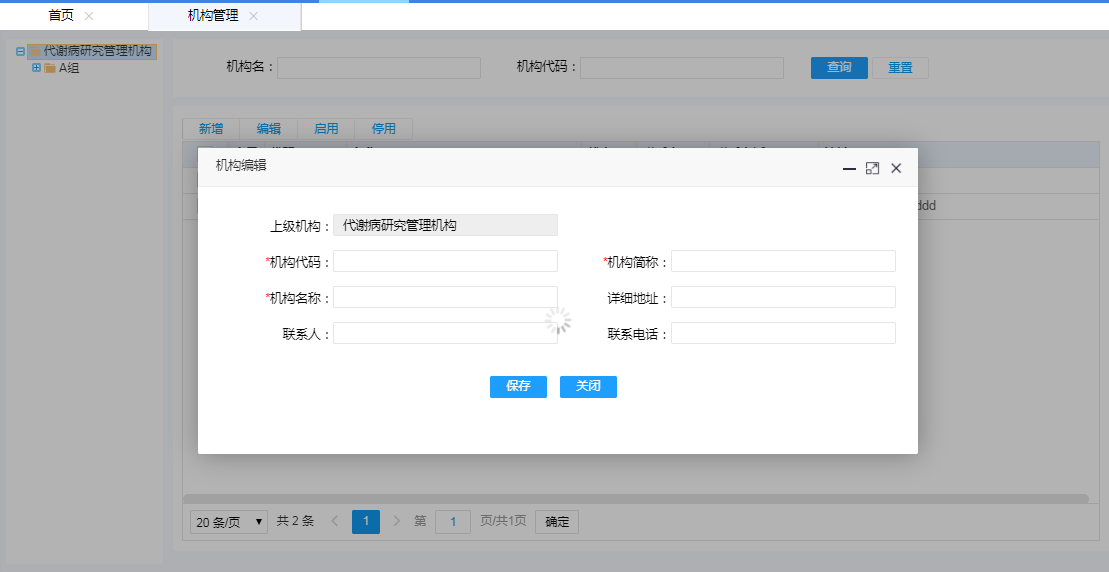 首页 机构管理
代谢病研究管理机构
A组
机构名： 机构代码： 查询 重置
新增 编辑 启用 停用
机构编辑
ddd
上级机构： 代谢病研究管理机构
*机构代码： *机构简称：
*机构名称： 详细地址：
联系人： 联系电话：
保存 关闭
20 条/页 共 2 条 1 第 1 页/共1页 确定